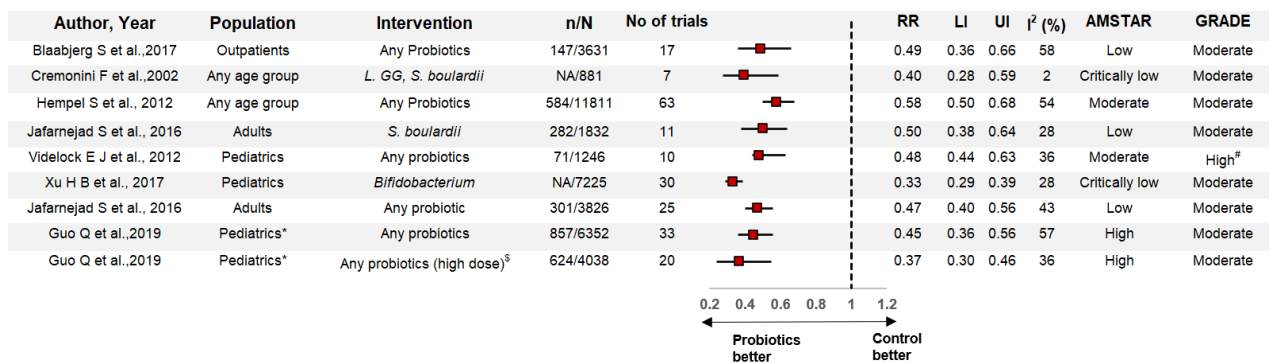 Author, Year Population Intervention n/N No of trials RR LI UI I² (%) AMSTAR GRADE
Blaabjerg S et al.,2017 Outpatients Any Probiotics 147/3631 17 0.49 0.36 0.66 58 Low Moderate
Cremonini F et al.,2002 Any age group L. GG, S. boulardii NA/881 7 0.40 0.28 0.59 2 Critically low Moderate
Hempel S et al., 2012 Any age group Any Probiotics 584/11811 63 0.58 0.50 0.68 54 Moderate Moderate
Jafarnejad S et al., 2016 Adults S. boulardii 282/1832 11 0.50 0.38 0.64 28 Low Moderate
Videlock E J et al., 2012 Pediatrics Any probiotics 71/1246 10 0.48 0.44 0.63 36 Moderate High#
Xu H B et al., 2017 Pediatrics Bifidobacterium NA/7225 30 0.33 0.29 0.39 28 Critically low Moderate
Jafarnejad S et al., 2016 Adults Any probiotic 301/3826 25 0.47 0.40 0.56 43 Low Moderate
Guo Q et al.,2019 Pediatrics* Any probiotics 857/6352 33 0.45 0.36 0.56 57 High Moderate
Guo Q et al.,2019 Pediatrics* Any probiotics (high dose)$ 624/4038 20 0.37 0.30 0.46 36 High Moderate
0.2 0.4 0.6 0.8 1 1.2
Probiotics Control
better better